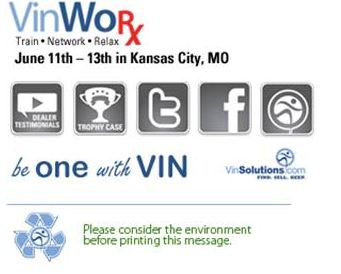 VinWoRx
Train • Network • Relax
June 11th – 13th in Kansas City, MO
DEALER
TESTIMONIALS
TROPHY CASE
t
f
be one with VIN
VinSolutions.com
FIND. SELL. KEEP.
Please consider the environment
before printing this message.